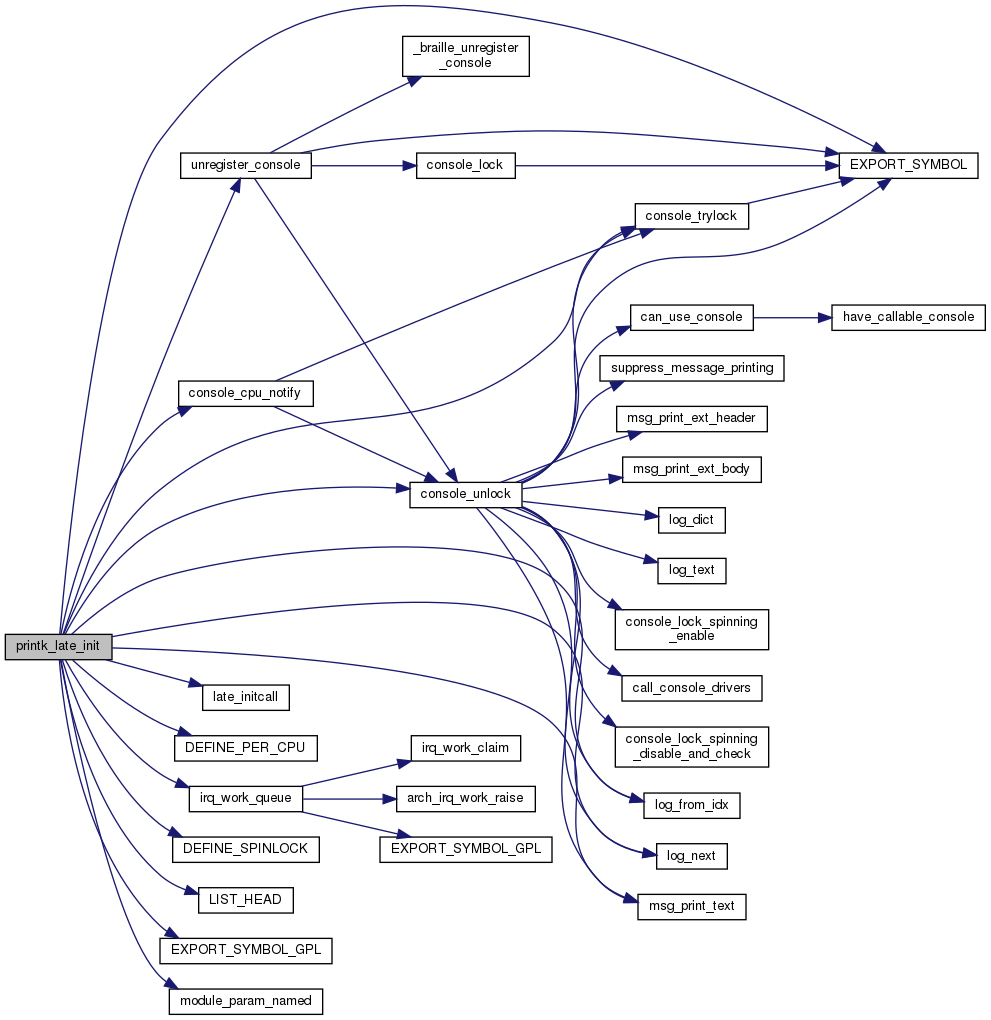 _braille_unregister
_console
unregister_console
console_lock
EXPORT_SYMBOL
console_trylock
can_use_console
have_callable_console
suppress_message_printing
console_cpu_notify
msg_print_ext_header
msg_print_ext_body
console_unlock
log_dict
log_text
console_lock_spinning
_enable
printk_late_init
call_console_drivers
late_initcall
DEFINE_PER_CPU
irq_work_claim
console_lock_spinning
_disable_and_check
irq_work_queue
arch_irq_work_raise
log_from_idx
DEFINE_SPINLOCK
EXPORT_SYMBOL_GPL
log_next
LIST_HEAD
msg_print_text
EXPORT_SYMBOL_GPL
module_param_named